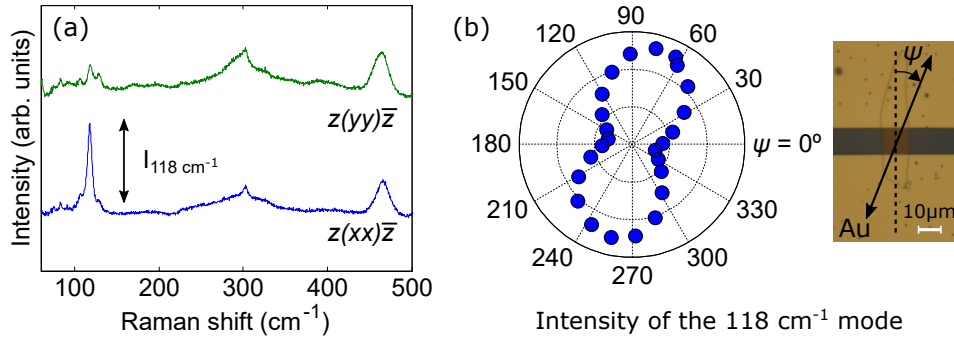 (a)
Intensity (arb. units)
z(yy)z̅
I118 cm-1
z(xx)z̅
100 200 300 400 500
Raman shift (cm-1)
(b)
90
120 60
150 30
180 ψ = 0º
210 330
240 300
270
Intensity of the 118 cm-1 mode
ψ
Au 10μm